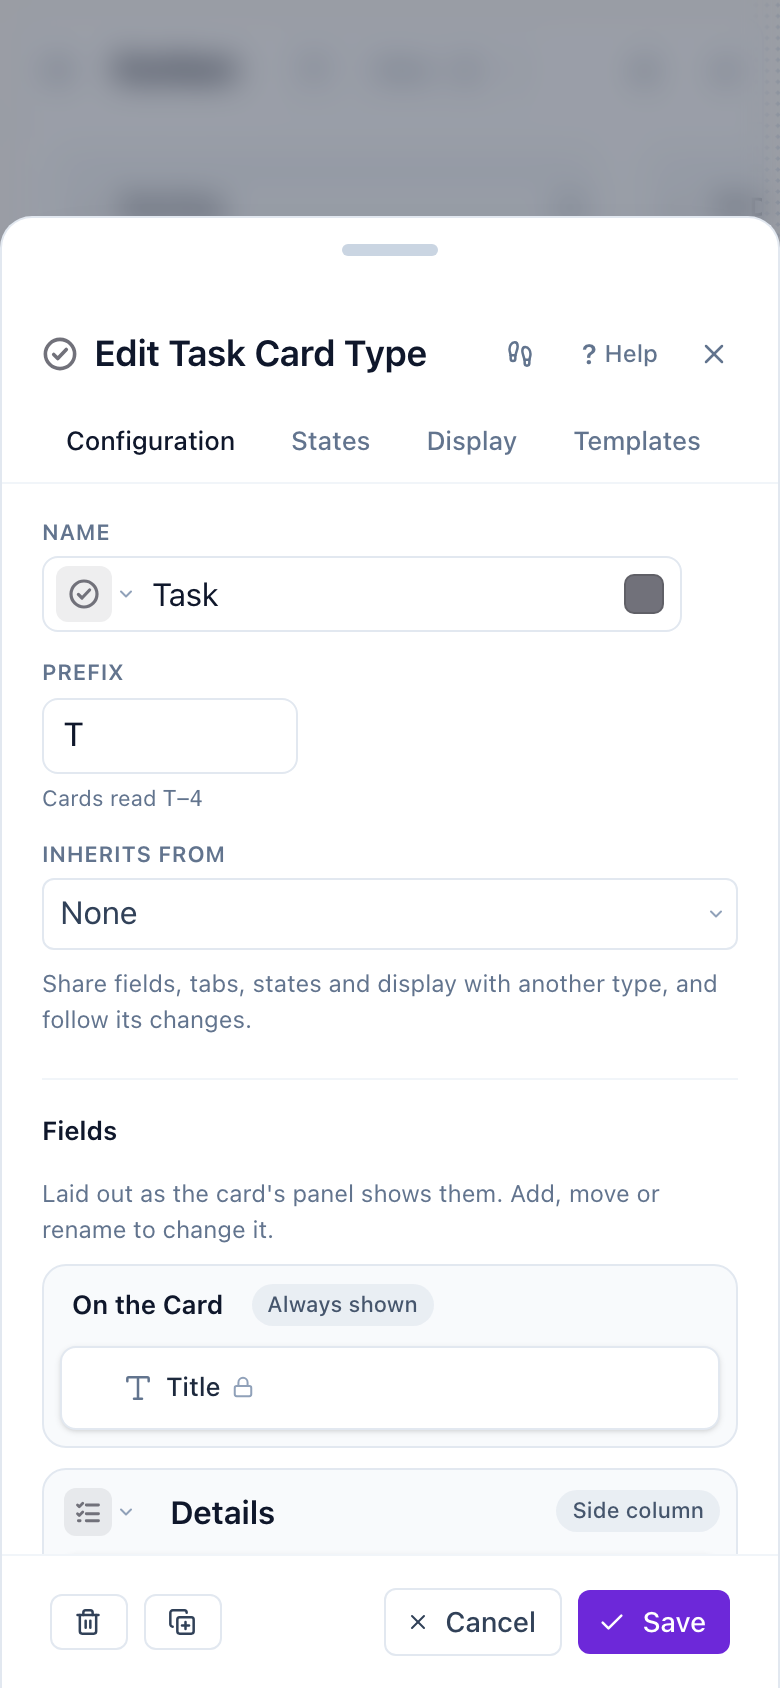 Edit Task Card Type
? Help
Configuration
States
Display
Templates
NAME
Task
PREFIX
T
Cards read T–4
INHERITS FROM
None
Share fields, tabs, states and display with another type, and
follow its changes.
Fields
Laid out as the card's panel shows them. Add, move or
rename to change it.
On the Card
Always shown
Title
Details
Side column
Cancel
Save